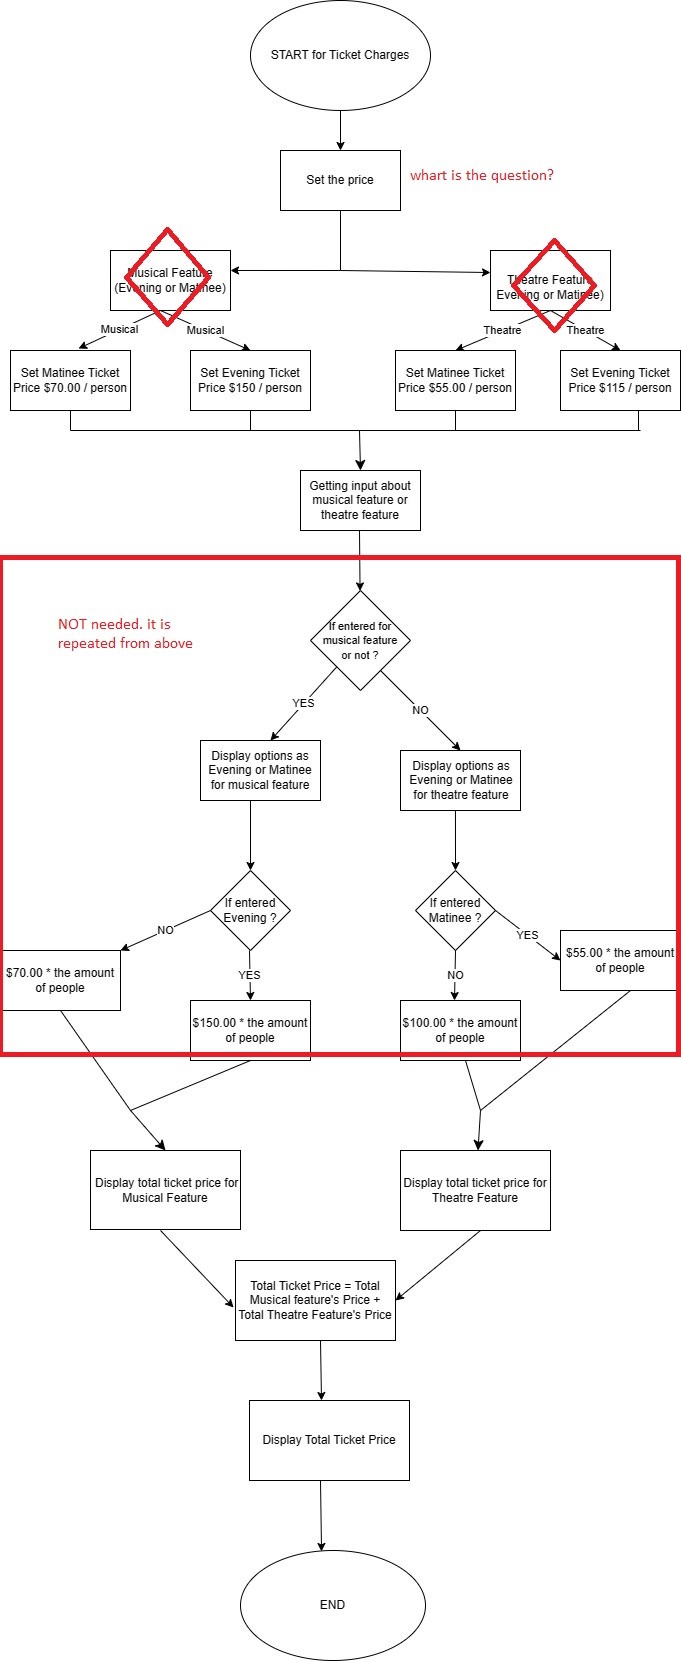 START for Ticket Charges
Set the price
whart is the question?
Musical Feature
(Evening or Matinee)
Theatre Feature
Evening or Matinee)
Musical
Musical
Theatre
Theatre
Set Matinee Ticket
Price $70.00 / person
Set Evening Ticket
Price $150 / person
Set Matinee Ticket
Price $55.00 / person
Set Evening Ticket
Price $115 / person
Getting input about
musical feature or
theatre feature
NOT needed. it is
repeated from above
If entered for
musical feature
or not ?
YES
NO
Display options as
Evening or Matinee
for musical feature
Display options as
Evening or Matinee
for theatre feature
If entered
Evening ?
If entered
Matinee ?
NO
YES
YES
NO
$70.00 * the amount
of people
$55.00 * the amount
of people
$150.00 * the amount
of people
$100.00 * the amount
of people
Display total ticket price for
Musical Feature
Display total ticket price for
Theatre Feature
Total Ticket Price = Total
Musical feature's Price +
Total Theatre Feature's Price
Display Total Ticket Price
END